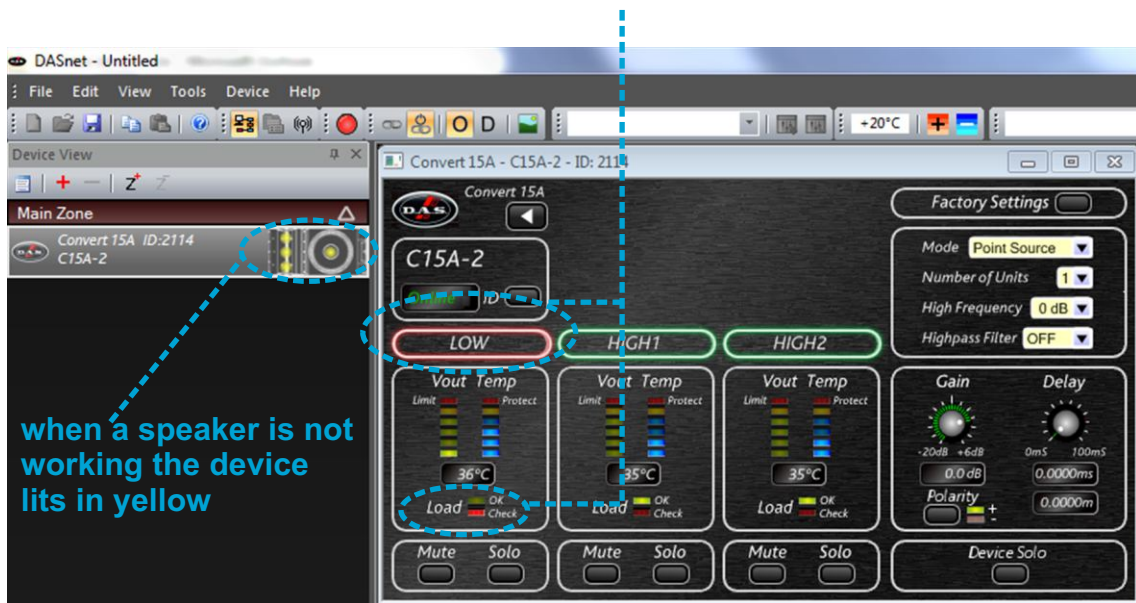 DASnet - Untitled
File Edit View Tools Device Help
O D +20°C
Device View
Z+ Z-
Main Zone
Convert 15A ID:2114
C15A-2
Convert 15A - C15A-2 - ID: 2114
D.A.S. Convert 15A
C15A-2
Online ID
LOW HIGH1 HIGH2
Factory Settings
Mode Point Source
Number of Units 1
High Frequency 0 dB
Highpass Filter OFF
Vout Temp Vout Temp Vout Temp
Limit Protect Limit Protect Limit Protect
36°C 35°C 35°C
Load OK Check Load OK Check Load OK Check
Gain Delay
-20dB +6dB 0mS 100mS
0.0 dB 0.0000ms
Polarity + - 0.0000m
Mute Solo Mute Solo Mute Solo
Device Solo
when a speaker is not
working the device
lits in yellow